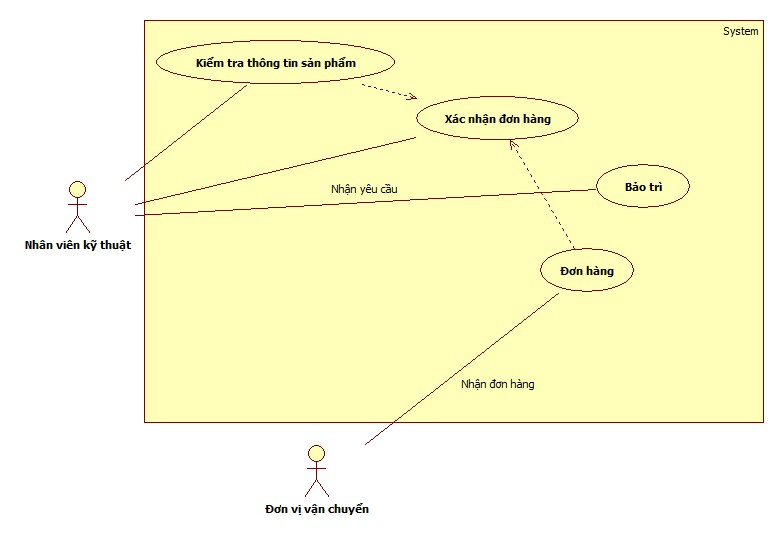 System
Kiểm tra thông tin sản phẩm
Xác nhận đơn hàng
Nhận yêu cầu
Bảo trì
Nhân viên kỹ thuật
Đơn hàng
Nhận đơn hàng
Đơn vị vận chuyển